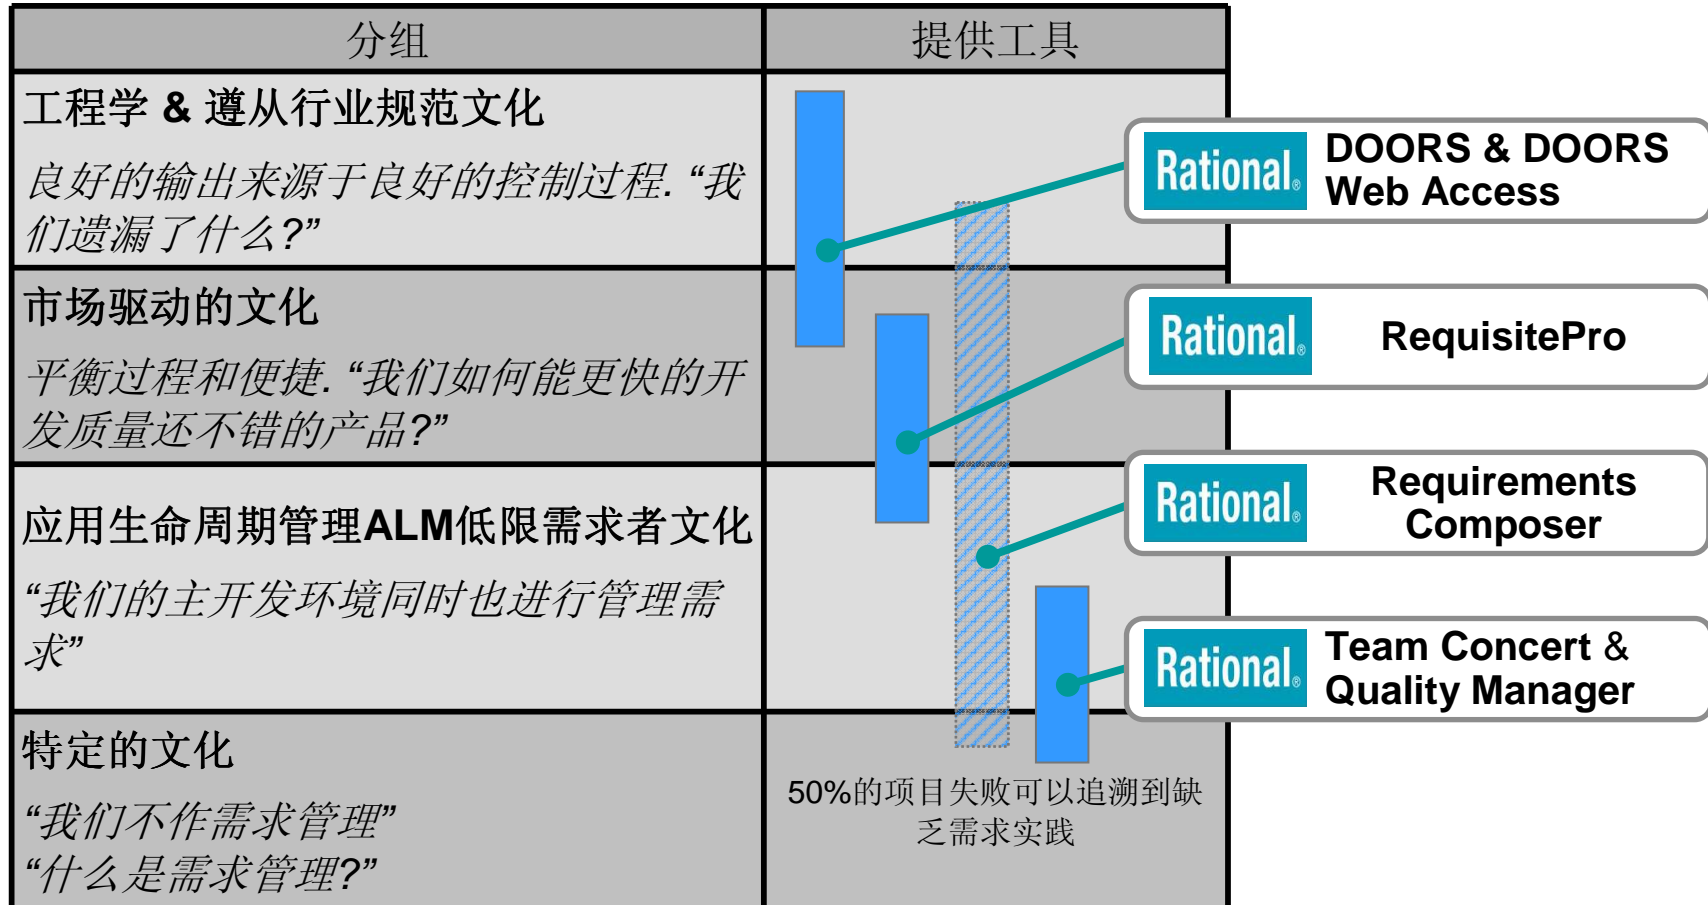 分组
提供工具
工程学 & 遵从行业规范文化
良好的输出来源于良好的控制过程. “我
们遗漏了什么?”
市场驱动的文化
平衡过程和便捷. “我们如何能更快的开
发质量还不错的产品?”
应用生命周期管理ALM低限需求者文化
“我们的主开发环境同时也进行管理需
求”
特定的文化
“我们不作需求管理”
“什么是需求管理?”
50%的项目失败可以追溯到缺
乏需求实践
Rational®
DOORS & DOORS
Web Access
Rational®
RequisitePro
Rational®
Requirements
Composer
Rational®
Team Concert &
Quality Manager